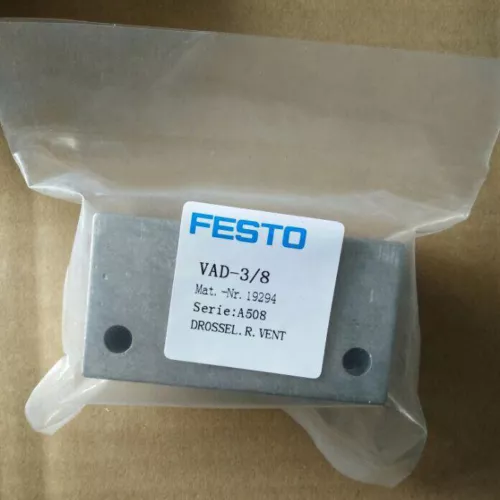 FESTO
VAD-3/8
Mat.-Nr.19294
Serie:A508
DROSSEL.R.VENT